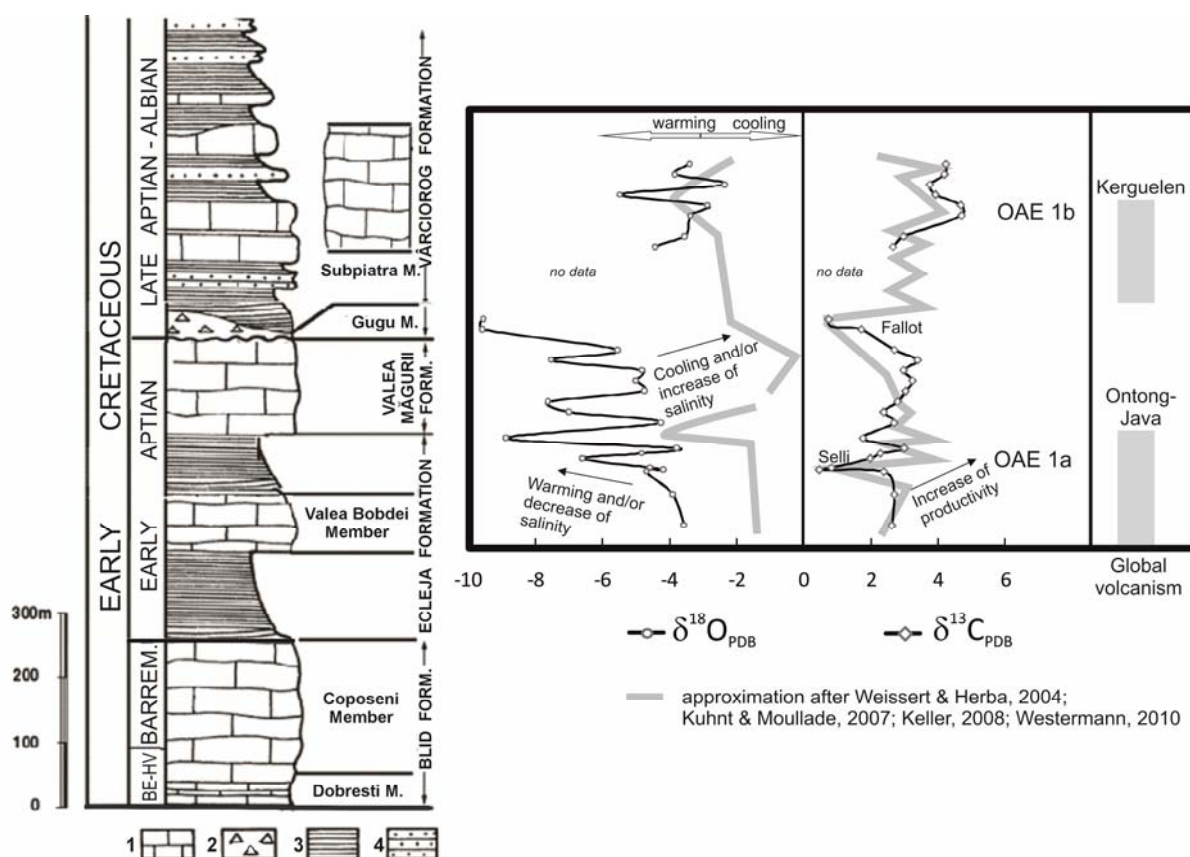 CRETACEOUS
EARLY
LATE APTIAN - ALBIAN
APTIAN
EARLY
BARREM.
BE-HV
VÂRCIOROG FORMATION
Subpiatra M.
Gugu M.
VALEA
MĂGURII
FORM.
ECLEJA FORMATION
Valea Bobdei
Member
BLID FORM.
Coposeni
Member
Dobresti M.
300m
200
100
0
1 2 3 4
warming cooling
no data
Cooling and/or
increase of
salinity
Warming and/or
decrease of
salinity
no data
Fallot
Selli
OAE 1b
OAE 1a
Increase of
productivity
Kerguelen
Ontong-
Java
Global
volcanism
-10 -8 -6 -4 -2 0 2 4 6
δ18OPDB δ13CPDB
approximation after Weissert & Herba, 2004;
Kuhnt & Moullade, 2007; Keller, 2008; Westermann, 2010